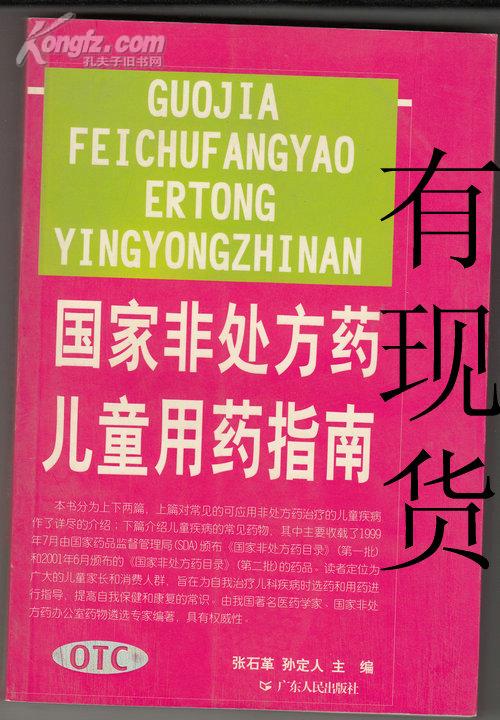 Kongfz.com
孔夫子旧书网
GUOJIA
FEICHUFANGYAO
ERTONG
YINGYONGZHINAN
国家非处方药
儿童用药指南
有现货
本书分为上下两篇，上篇对常见的可应用非处方药治疗的儿童疾病
作了详尽的介绍；下篇介绍儿童疾病的常见药物，其中主要收载了1999
年7月由国家药品监督管理局(SDA)颁布《国家非处方药目录》(第一批)
和2001年6月颁布的《国家非处方药目录》(第二批)的药品。读者定位为
广大的儿童家长和消费人群，旨在为自我治疗儿科疾病时选药和用药进
行指导，提高自我保健和康复的常识。由我国著名医药学家、国家非处
方药办公室药物遴选专家编著，具有权威性。
OTC
张石革 孙定人 主 编
广东人民出版社